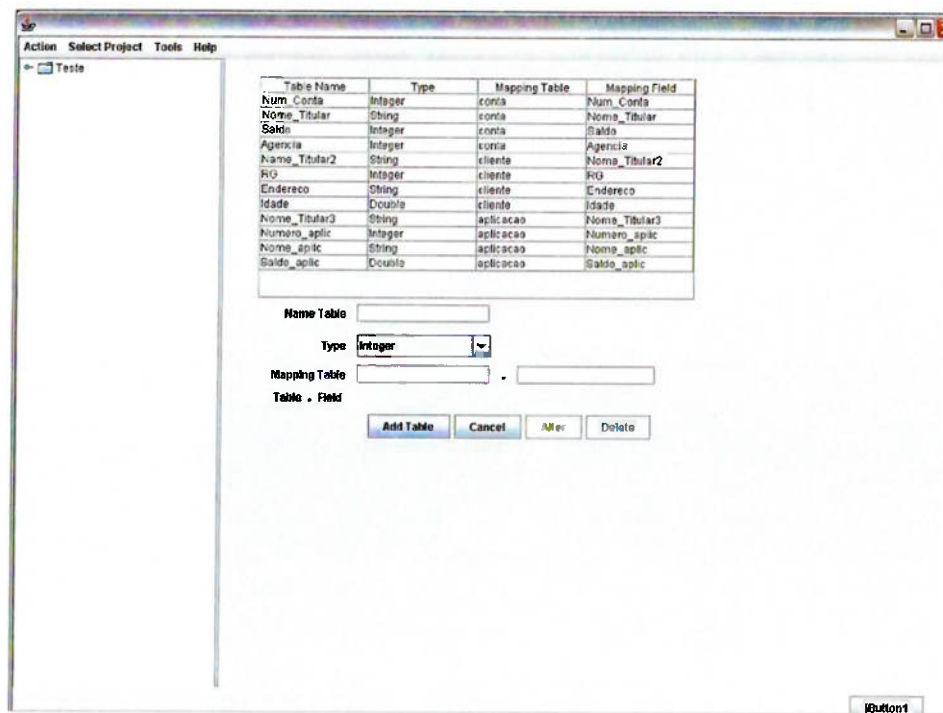 Action Select Project Tools Help
Teste
Table Name Type Mapping Table Mapping Field
Num_Conta Integer conta Num_Conta
Nome_Titular String conta Nome_Titular
Saldo Integer conta Saldo
Agencia Integer conta Agencia
Name_Titular2 String cliente Nome_Titular2
RG Integer cliente RG
Endereco String cliente Endereco
Idade Double cliente Idade
Nome_Titular3 String aplicacao Nome_Titular3
Numero_aplic Integer aplicacao Numero_aplic
Nome_aplic String aplicacao Nome_aplic
Saldo_aplic Double aplicacao Saldo_aplic
Name Table
Type Integer
Mapping Table .
Table . Field
Add Table Cancel Alter Delete
jButton1